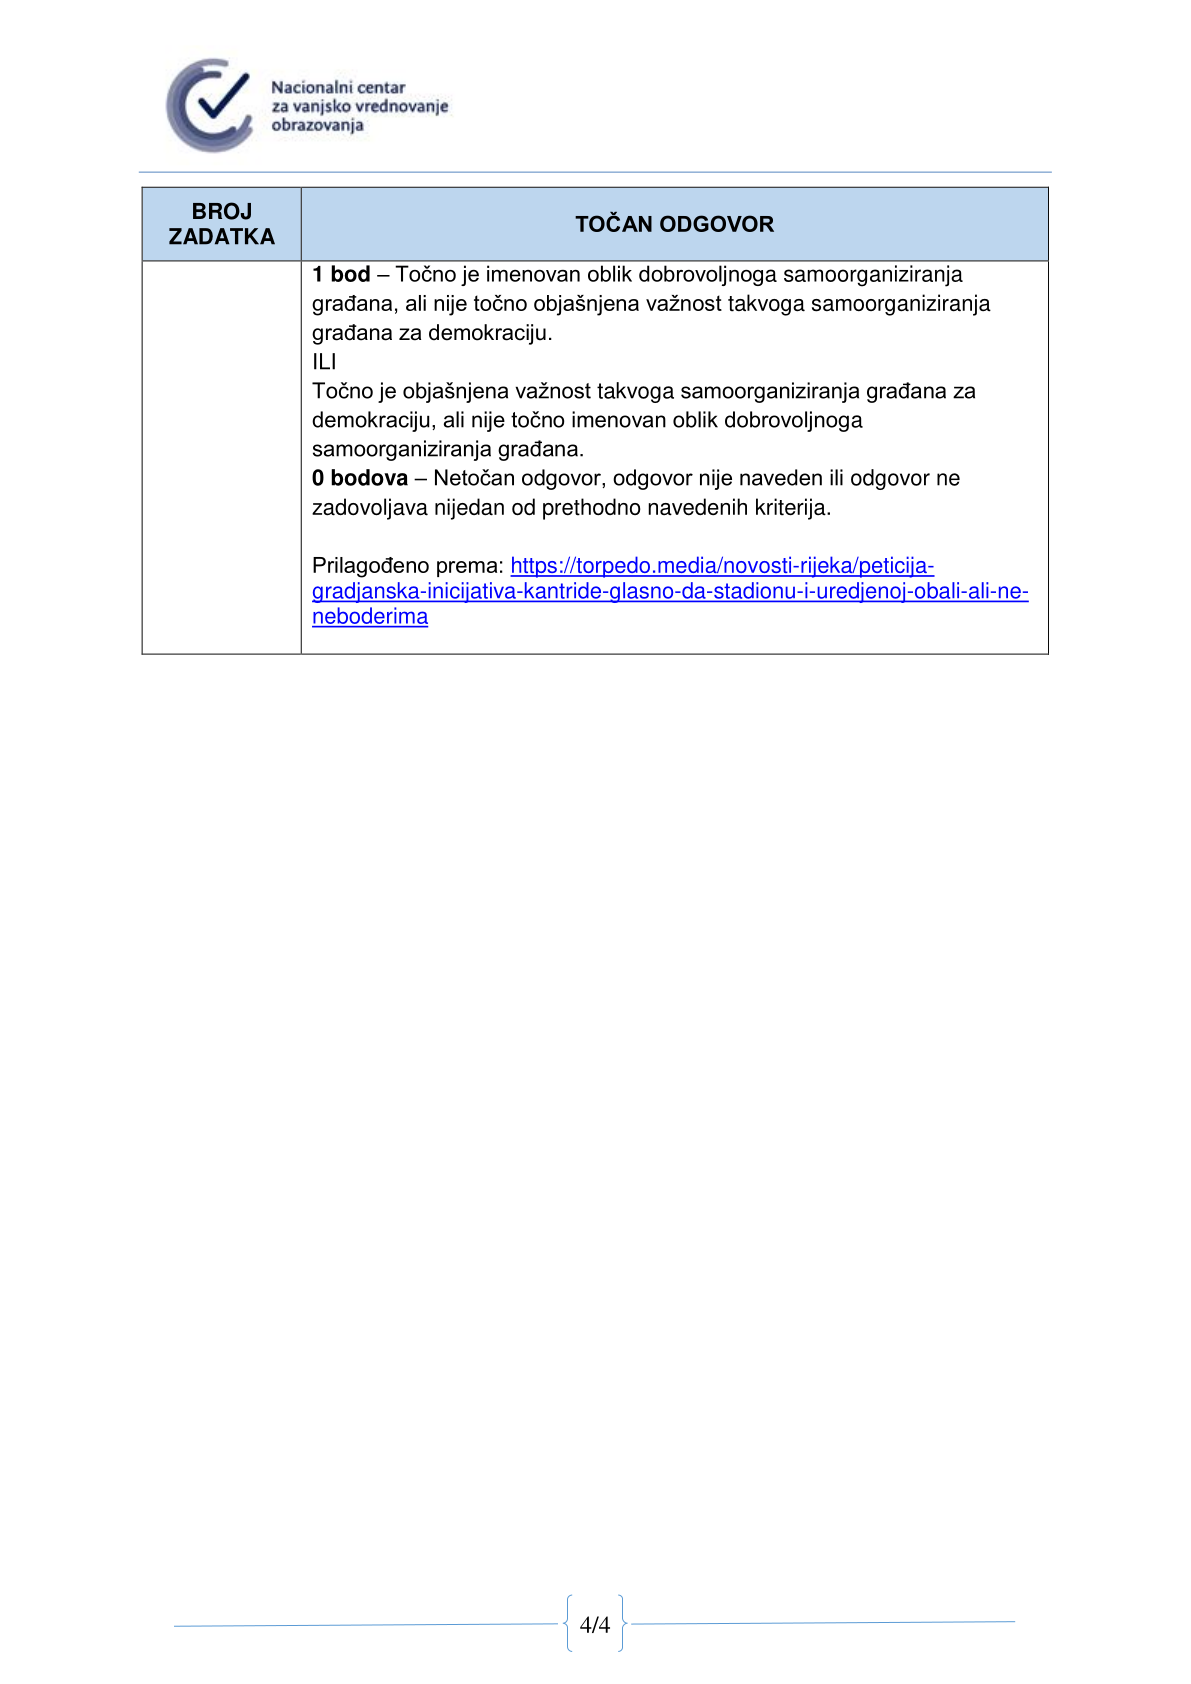 Nacionalni centar
za vanjsko vrednovanje
obrazovanja
BROJ
ZADATKA
TOČAN ODGOVOR
1 bod – Točno je imenovan oblik dobrovoljnoga samoorganiziranja
građana, ali nije točno objašnjena važnost takvoga samoorganiziranja
građana za demokraciju.
ILI
Točno je objašnjena važnost takvoga samoorganiziranja građana za
demokraciju, ali nije točno imenovan oblik dobrovoljnoga
samoorganiziranja građana.
0 bodova – Netočan odgovor, odgovor nije naveden ili odgovor ne
zadovoljava nijedan od prethodno navedenih kriterija.
Prilagođeno prema: https://torpedo.media/novosti-rijeka/peticija-
gradjanska-inicijativa-kantride-glasno-da-stadionu-i-uredjenoj-obali-ali-ne-
neboderima
4/4